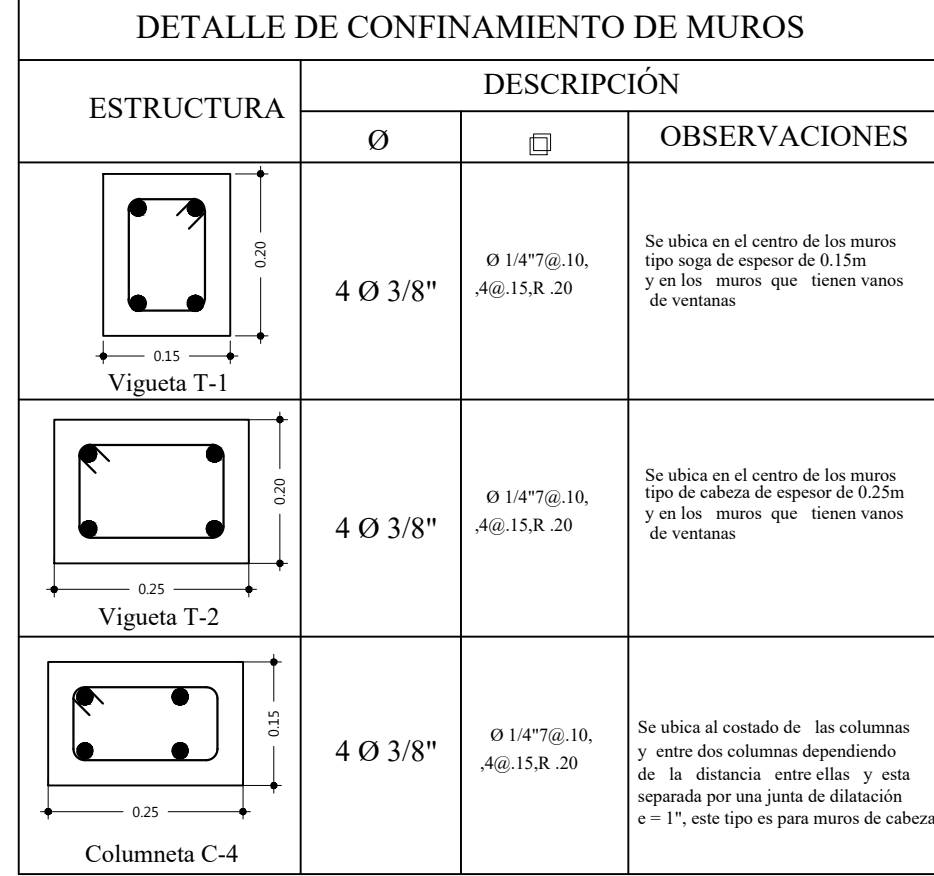 DETALLE DE CONFINAMIENTO DE MUROS
ESTRUCTURA
DESCRIPCIÓN
Ø
OBSERVACIONES
0.20
0.15
Vigueta T-1
4 Ø 3/8"
Ø 1/4"7@.10,
,4@.15,R .20
Se ubica en el centro de los muros
tipo soga de espesor de 0.15m
y en los muros que tienen vanos
de ventanas
0.20
0.25
Vigueta T-2
4 Ø 3/8"
Ø 1/4"7@.10,
,4@.15,R .20
Se ubica en el centro de los muros
tipo de cabeza de espesor de 0.25m
y en los muros que tienen vanos
de ventanas
0.15
0.25
Columneta C-4
4 Ø 3/8"
Ø 1/4"7@.10,
,4@.15,R .20
Se ubica al costado de las columnas
y entre dos columnas dependiendo
de la distancia entre ellas y esta
separada por una junta de dilatación
e = 1", este tipo es para muros de cabeza